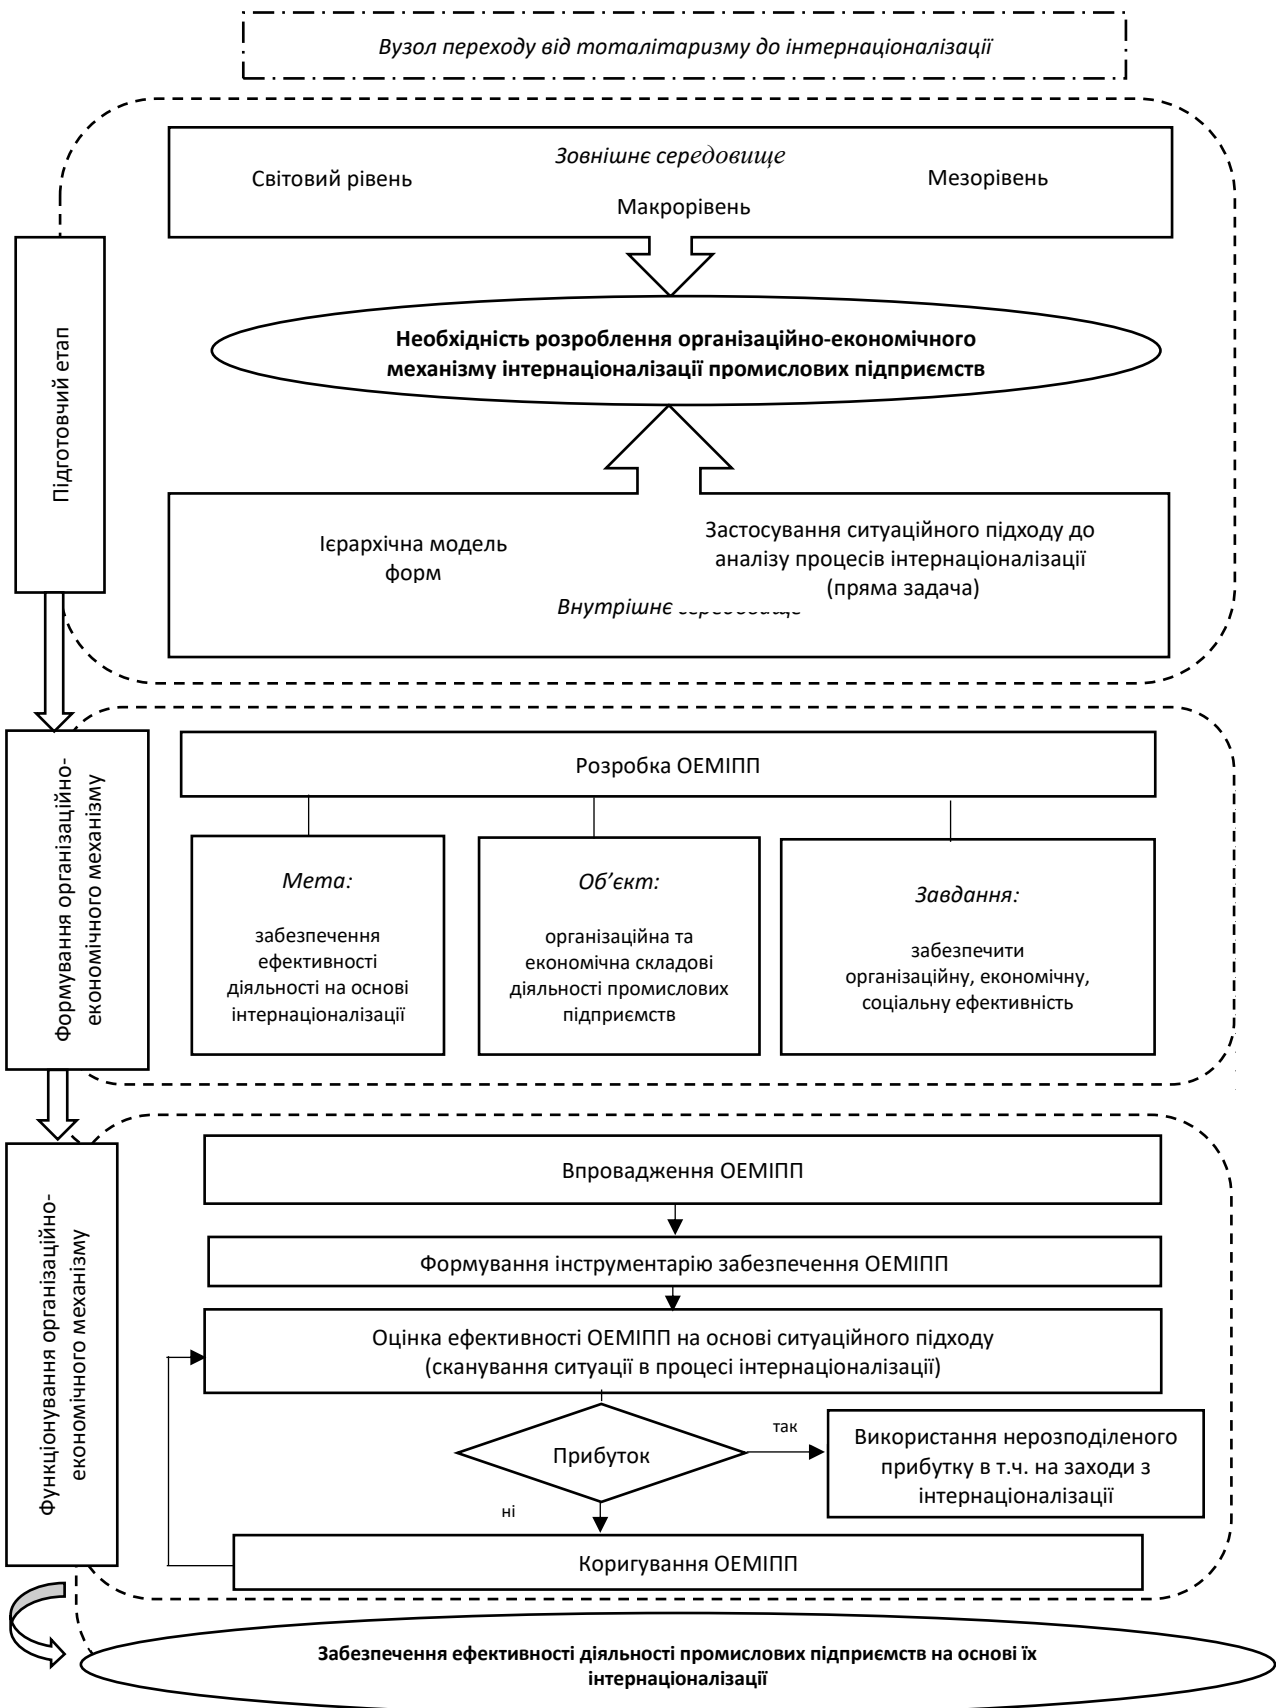 Вузол переходу від тоталітаризму до інтернаціоналізації
Зовнішнє середовище
Світовий рівень
Мезорівень
Макрорівень
Підготовчий етап
Необхідність розроблення організаційно-економічного
механізму інтернаціоналізації промислових підприємств
Ієрархічна модель
форм
Застосування ситуаційного підходу до
аналізу процесів інтернаціоналізації
(пряма задача)
Внутрішнє середовище
Формування організаційно-
економічного механізму
Розробка ОЕМІПП
Мета:
забезпечення
ефективності
діяльності на основі
інтернаціоналізації
Об’єкт:
організаційна та
економічна складові
діяльності промислових
підприємств
Завдання:
забезпечити
організаційну, економічну,
соціальну ефективність
Функціонування організаційно-
економічного механізму
Впровадження ОЕМІПП
Формування інструментарію забезпечення ОЕМІПП
Оцінка ефективності ОЕМІПП на основі ситуаційного підходу
(сканування ситуації в процесі інтернаціоналізації)
Прибуток
так
Використання нерозподіленого
прибутку в т.ч. на заходи з
інтернаціоналізації
ні
Коригування ОЕМІПП
Забезпечення ефективності діяльності промислових підприємств на основі їх
інтернаціоналізації